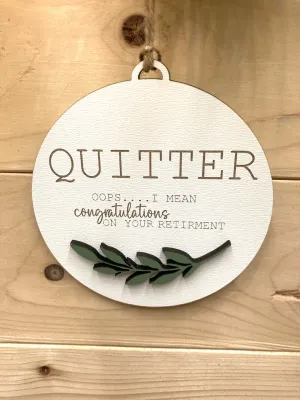 QUITTER
OOPS....I MEAN
congratulations
ON YOUR RETIRMENT